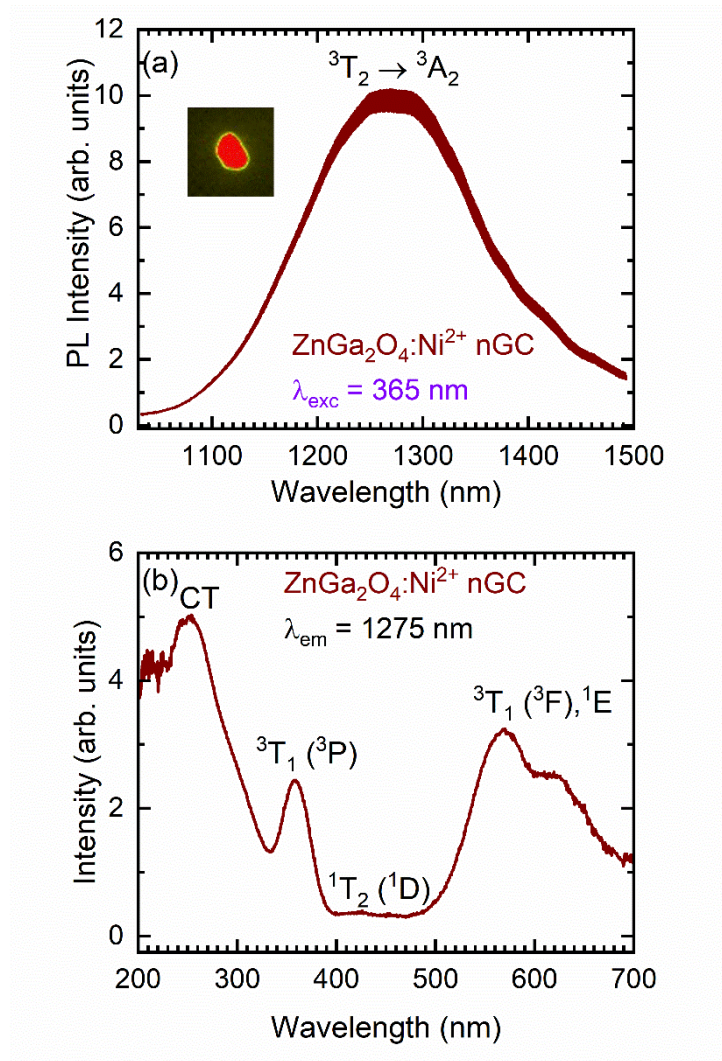 (a)
³T₂ → ³A₂
12
10
8
6
4
2
0
PL Intensity (arb. units)
ZnGa₂O₄:Ni²⁺ nGC
λexc = 365 nm
1100 1200 1300 1400 1500
Wavelength (nm)
(b)
CT
ZnGa₂O₄:Ni²⁺ nGC
λem = 1275 nm
³T₁ (³F),¹E
³T₁ (³P)
¹T₂ (¹D)
6
4
2
0
Intensity (arb. units)
200 300 400 500 600 700
Wavelength (nm)